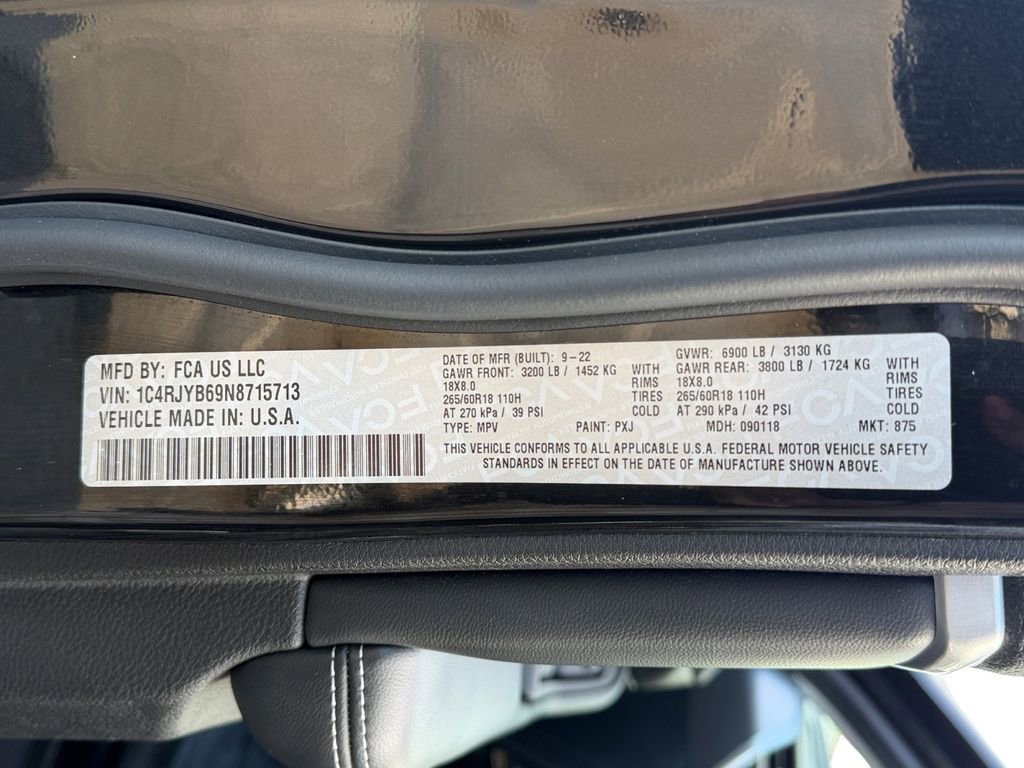 MFD BY: FCA US LLC
VIN: 1C4RJYB69N8715713
VEHICLE MADE IN: U.S.A.
DATE OF MFR (BUILT): 9-22
GAWR FRONT: 3200 LB / 1452 KG WITH
18X8.0 RIMS
265/60R18 110H TIRES
AT 270 kPa / 39 PSI COLD
GVWR: 6900 LB / 3130 KG
GAWR REAR: 3800 LB / 1724 KG WITH
18X8.0 RIMS
265/60R18 110H TIRES
AT 290 kPa / 42 PSI COLD
TYPE: MPV PAINT: PXJ MDH: 090118 MKT: 875
THIS VEHICLE CONFORMS TO ALL APPLICABLE U.S.A. FEDERAL MOTOR VEHICLE SAFETY
STANDARDS IN EFFECT ON THE DATE OF MANUFACTURE SHOWN ABOVE.